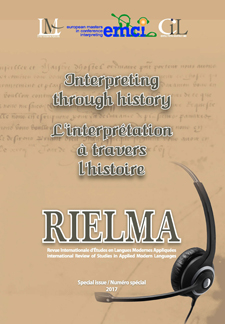 LM
european masters
in conference
interpreting
emci
CIL
Interpreting
through history
L'interprétation
à travers
l'histoire
RIELMA
Revue Internationale d'Études en Langues Modernes Appliquées
International Review of Studies in Applied Modern Languages
Special issue / Numéro spécial
2017